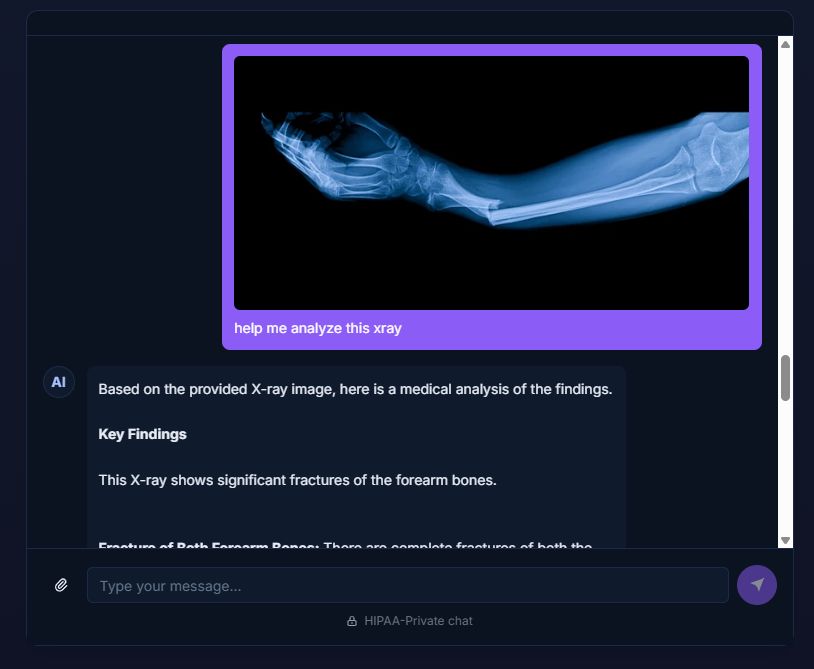 help me analyze this xray
AI
Based on the provided X-ray image, here is a medical analysis of the findings.
Key Findings
This X-ray shows significant fractures of the forearm bones.
Fracture of Both Forearm Bones: There are complete fractures of both the
Type your message...
HIPAA-Private chat